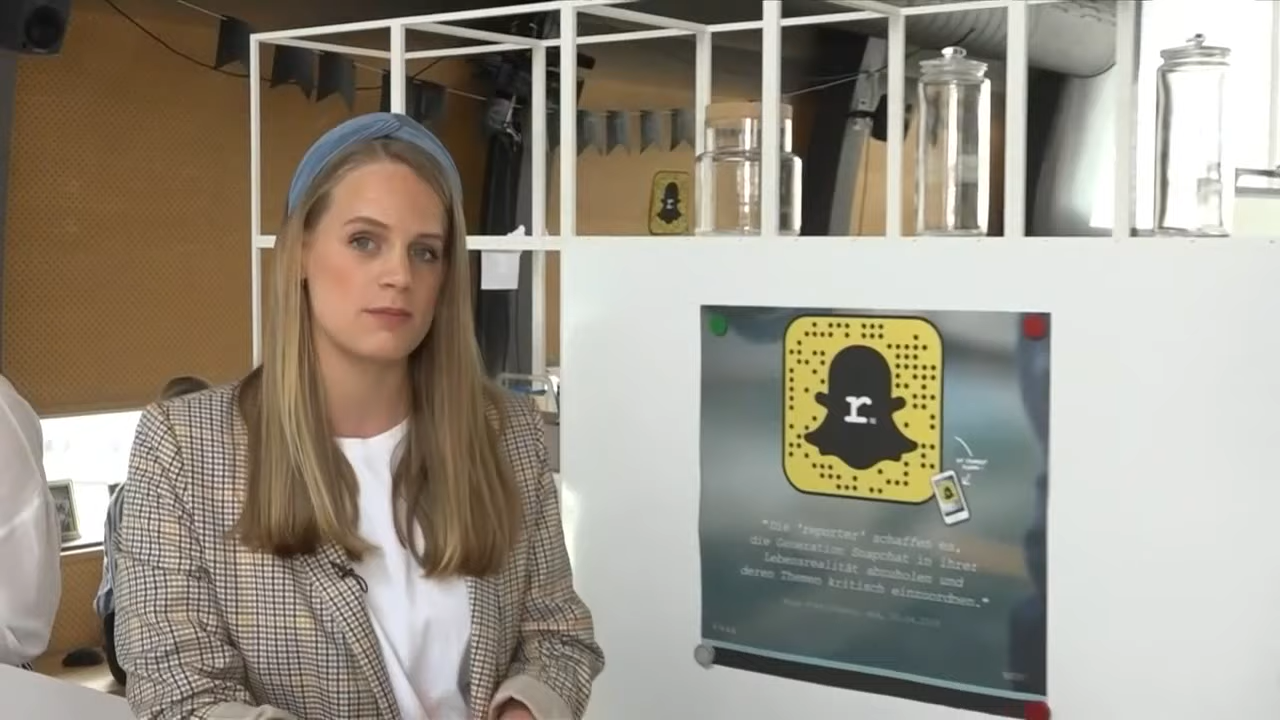 r.
"Die 'reporter' schaffen es,
die Generation Snapchat in ihrer
Lebensrealität abzuholen und
deren Themen kritisch einzuordnen."
r